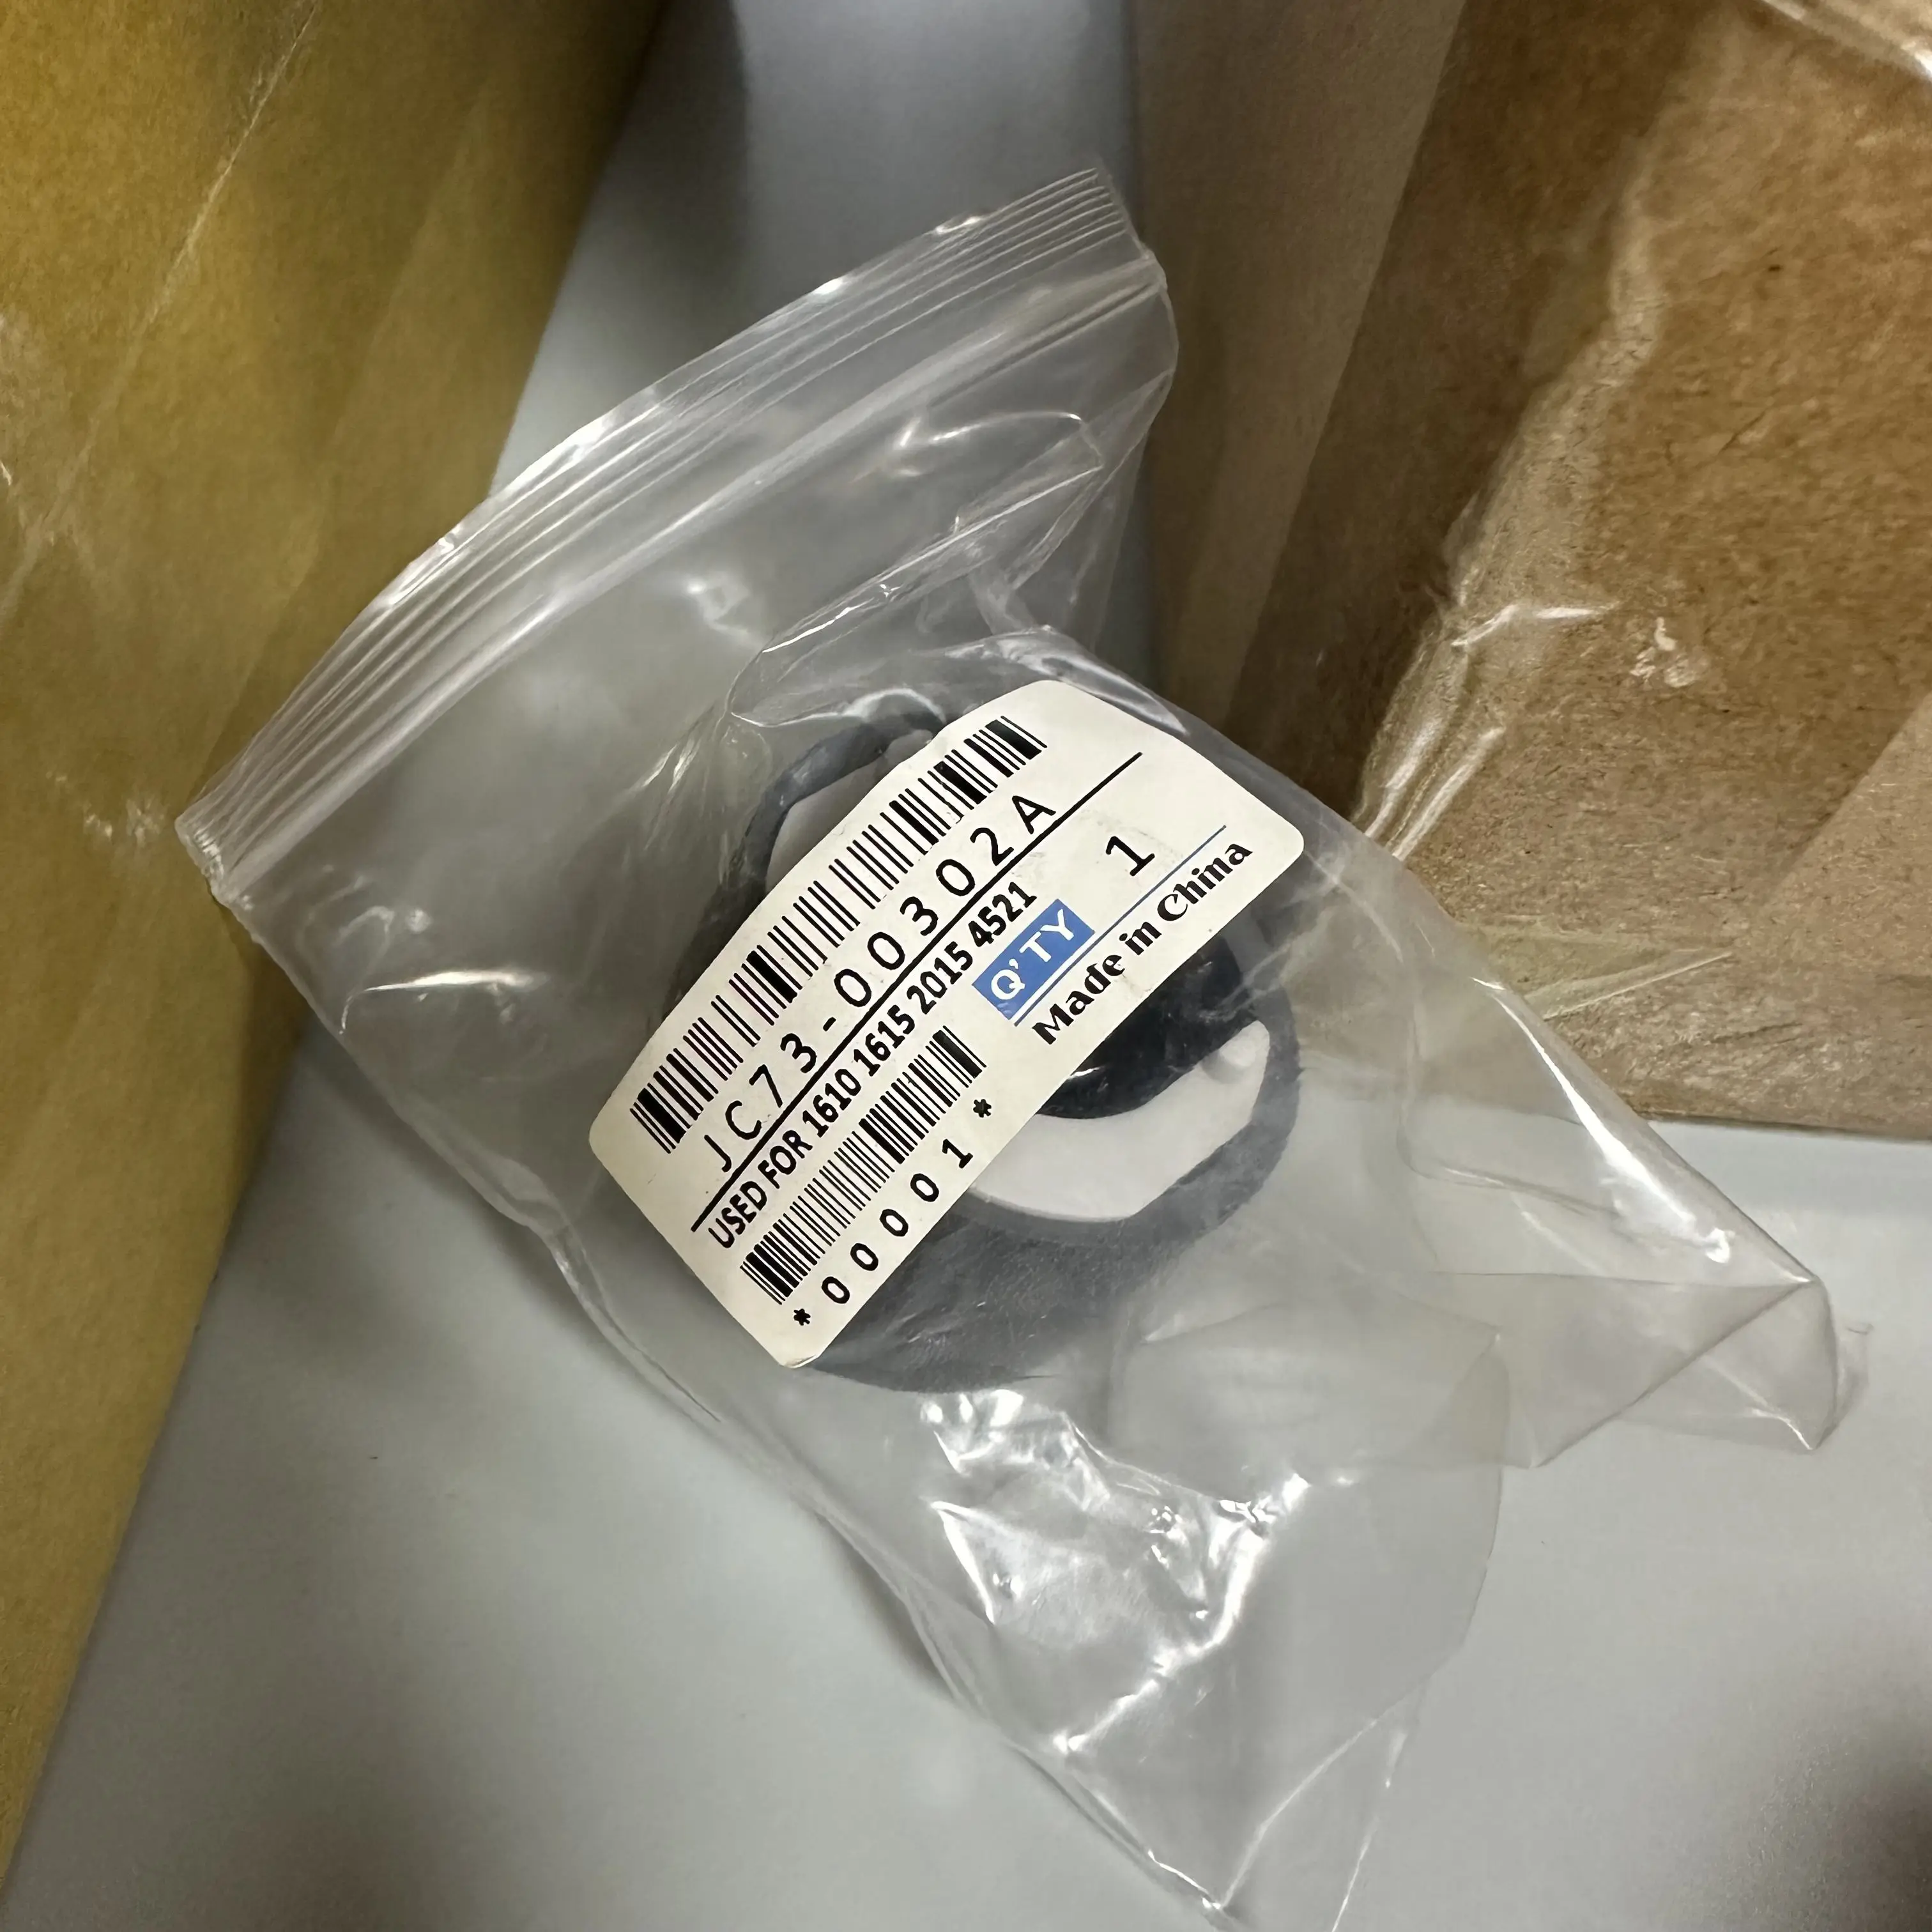 JC73-00302A
USED FOR 1610 1615 2015 4521
Q'TY 1
*00001*
Made in China